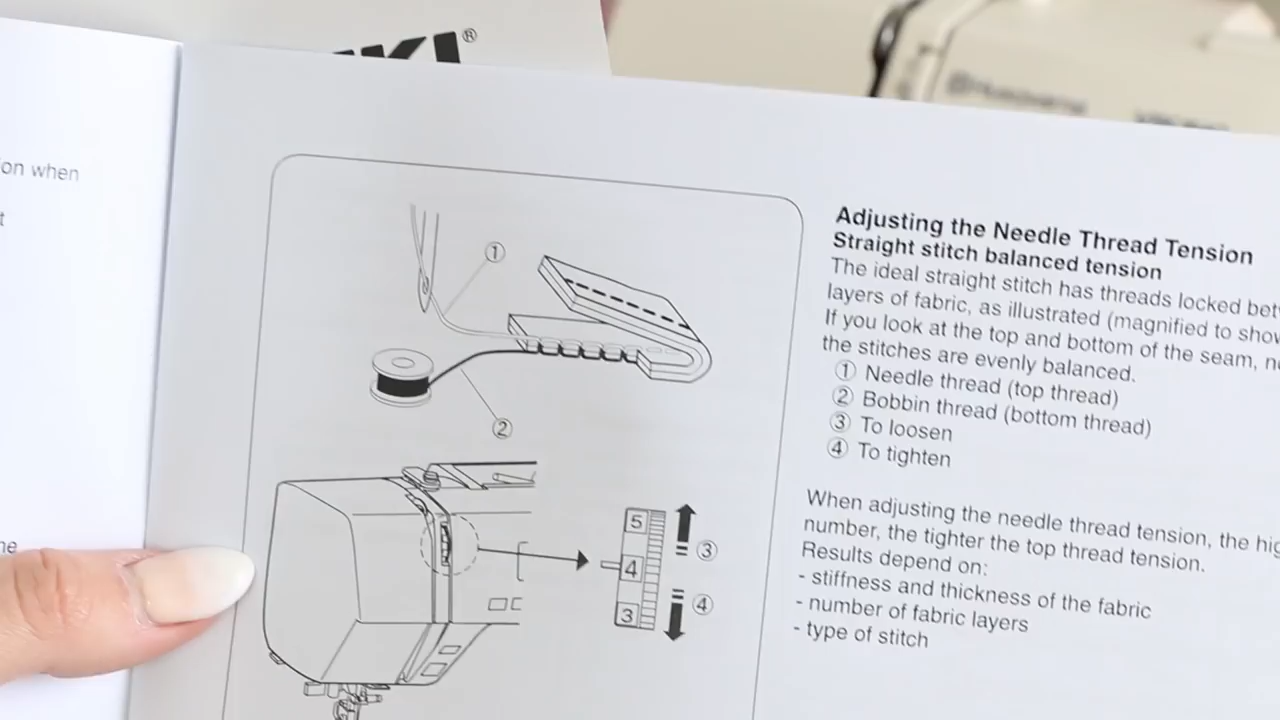 KI®
Husqvarna
on when
t
ne
①
②
5
4
3
③
④
Adjusting the Needle Thread Tension
Straight stitch balanced tension
The ideal straight stitch has threads locked bet
layers of fabric, as illustrated (magnified to show
If you look at the top and bottom of the seam, n
the stitches are evenly balanced.
① Needle thread (top thread)
② Bobbin thread (bottom thread)
③ To loosen
④ To tighten
When adjusting the needle thread tension, the hig
number, the tighter the top thread tension.
Results depend on:
- stiffness and thickness of the fabric
- number of fabric layers
- type of stitch